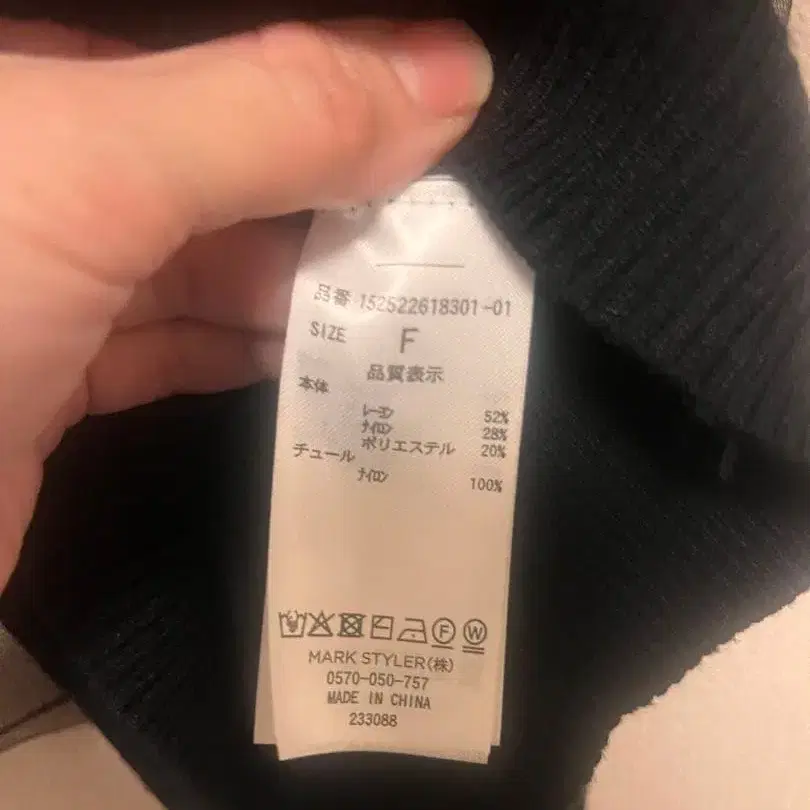 品番 152522618301-01
SIZE F
品質表示
本体
レーヨン 52%
ナイロン 28%
ポリエステル 20%
チュール
ナイロン 100%
F W
MARK STYLER(株)
0570-050-757
MADE IN CHINA
233088